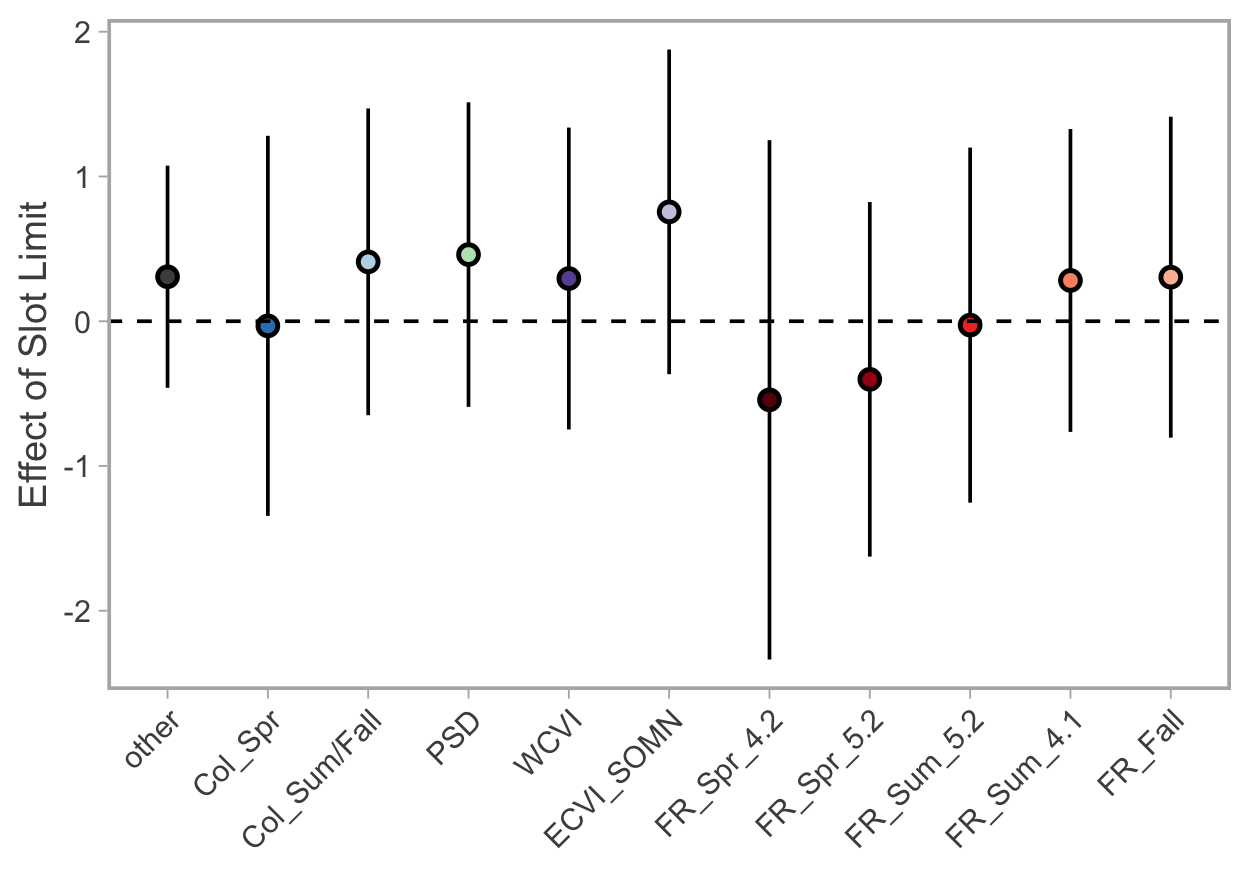 Effect of Slot Limit
2
1
0
-1
-2
other
Col_Spr
Col_Sum/Fall
PSD
WCVI
ECVI_SOMN
FR_Spr_4.2
FR_Spr_5.2
FR_Sum_5.2
FR_Sum_4.1
FR_Fall